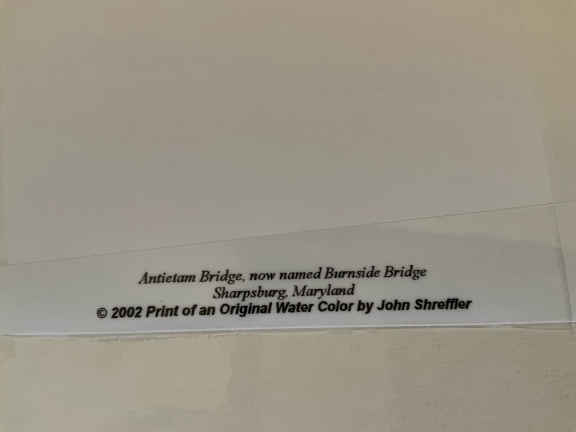 Antietam Bridge, now named Burnside Bridge
Sharpsburg, Maryland
© 2002 Print of an Original Water Color by John Shreffler